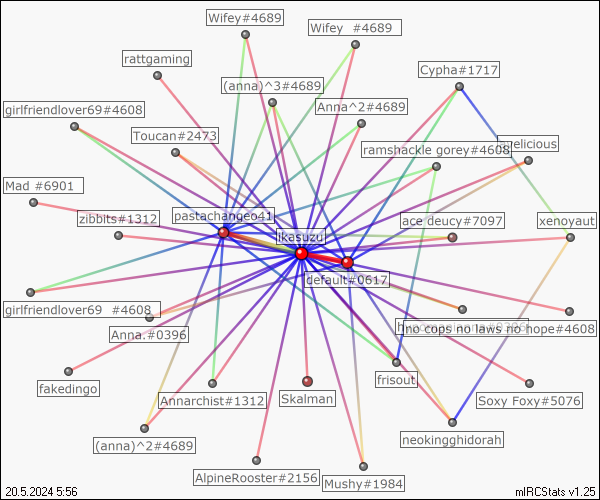 Wifey#4689
Wifey  #4689
rattgaming
Cypha#1717
(anna)^3#4689
Anna^2#4689
girlfriendlover69#4608
Toucan#2473
ramshackle gorey#4608
Mad #6901
zibbits#1312
pastachangeo41
ace deucy#7097
xenoyaut
ikasuzu
default#0617
girlfriendlover69  #4608
Anna.#0396
no cops no laws no hope#4608
fakedingo
Annarchist#1312
Skalman
frisout
Soxy Foxy#5076
(anna)^2#4689
neokingghidorah
AlpineRooster#2156
Mushy#1984
20.5.2024 5:56
mIRCStats v1.25